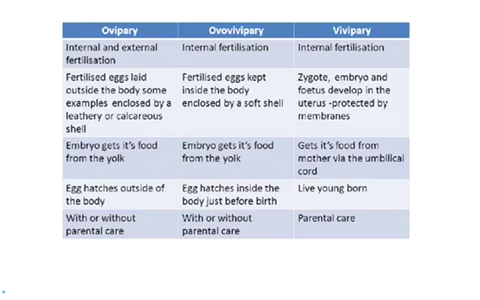 Ovipary Ovovivipary Vivipary
Internal and external Internal fertilisation Internal fertilisation
fertilisation
Fertilised eggs laid Fertilised eggs kept Zygote, embryo and
outside the body some inside the body foetus develop in the
examples enclosed by a enclosed by a soft shell uterus -protected by
leathery or calcareous membranes
shell
Embryo gets it's food Embryo gets it's food Gets it's food from
from the yolk from the yolk mother via the umbilical
cord
Egg hatches outside of Egg hatches inside the Live young born
the body body just before birth
With or without With or without Parental care
parental care parental care